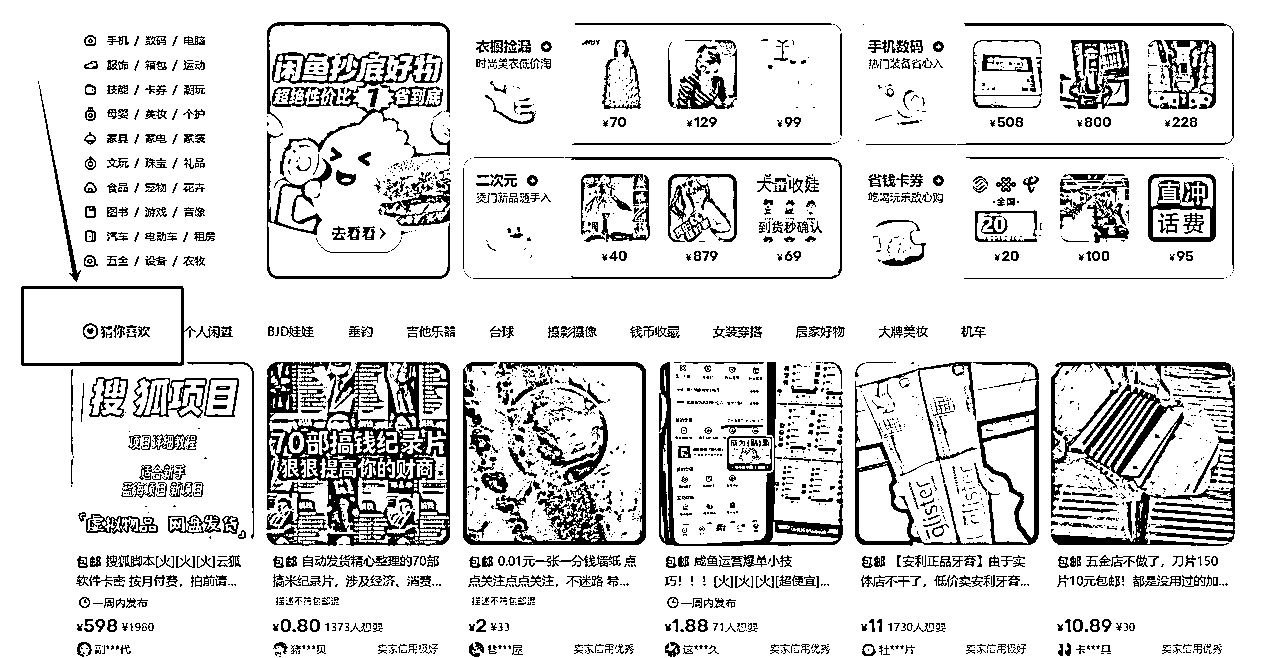 手机 / 数码 / 电脑
服饰 / 箱包 / 运动
技能 / 卡券 / 潮玩
母婴 / 美妆 / 个护
家具 / 家电 / 家装
文玩 / 珠宝 / 礼品
食品 / 宠物 / 花卉
图书 / 游戏 / 音像
汽车 / 电动车 / 租房
五金 / 设备 / 农牧
闲鱼抄底好物
超绝性价比 1 省到底
去看看
衣橱捡漏
时尚美衣低价淘
¥70
¥129
¥99
手机数码
热门装备省心入
¥508
¥800
¥228
二次元
烫门新品随手入
¥40
¥879
大量收娃
到货秒确认
¥69
省钱卡券
吃喝玩乐放心购
·全国·
20
¥20
¥100
直冲
话费
¥95
猜你喜欢
个人闲逛
BJD娃娃
垂钓
吉他乐器
台球
摄影摄像
钱币收藏
女装穿搭
居家好物
大牌美妆
机车
搜狐项目
项目详细教程
适合新手
蓝海项目 新项目
「虚拟物品 网盘发货」
包邮 搜狐脚本[火][火][火]云狐
软件卡密 按月付费，拍前请...
一周内发布
¥598 ¥1980
副***代
70部搞钱纪录片
狠狠提高你的财商
包邮 自动发货精心整理的70部
搞米纪录片，涉及经济、消费...
描述不符包邮退
¥0.80 1373人想要
猪***贝
卖家信用极好
包邮 0.01元一张一分钱墙纸 点
点关注点点关注，不迷路 希...
描述不符包邮退
¥2 ¥33
卖家信用优秀
包邮 咸鱼运营爆单小技
巧！！！[火][火][火][超便宜]...
一周内发布
¥1.88 71人想要
这***久
卖家信用优秀
包邮 【安利正品牙膏】由于实
体店不干了，低价卖安利牙膏...
¥11 1730人想要
牡***片
卖家信用极好
包邮 五金店不做了，刀片150
片10元包邮！都是没用过的加...
¥10.89 ¥30
卡***具
卖家信用优秀